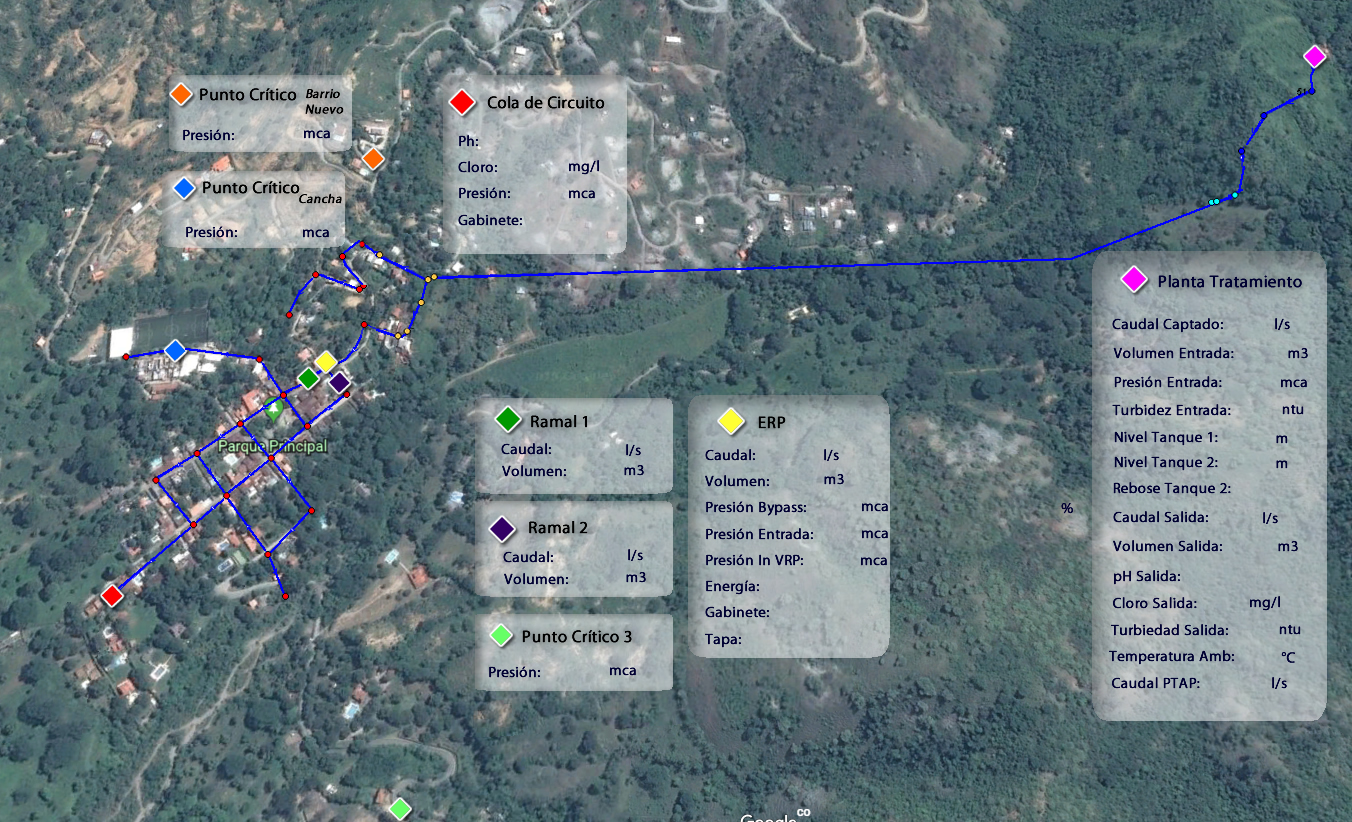 Punto Crítico Barrio
Nuevo
Presión: mca
Punto Crítico
Cancha
Presión: mca
Cola de Circuito
Ph:
Cloro: mg/l
Presión: mca
Gabinete:
51
Planta Tratamiento
Caudal Captado: l/s
Volumen Entrada: m3
Presión Entrada: mca
Turbidez Entrada: ntu
Nivel Tanque 1: m
Nivel Tanque 2: m
Rebose Tanque 2:
%
Caudal Salida: l/s
Volumen Salida: m3
pH Salida:
Cloro Salida: mg/l
Turbiedad Salida: ntu
Temperatura Amb: °C
Caudal PTAP: l/s
Parque Principal
Ramal 1
Caudal: l/s
Volumen: m3
Ramal 2
Caudal: l/s
Volumen: m3
Punto Crítico 3
Presión: mca
ERP
Caudal: l/s
Volumen: m3
Presión Bypass: mca
Presión Entrada: mca
Presión In VRP: mca
Energía:
Gabinete:
Tapa:
Google co